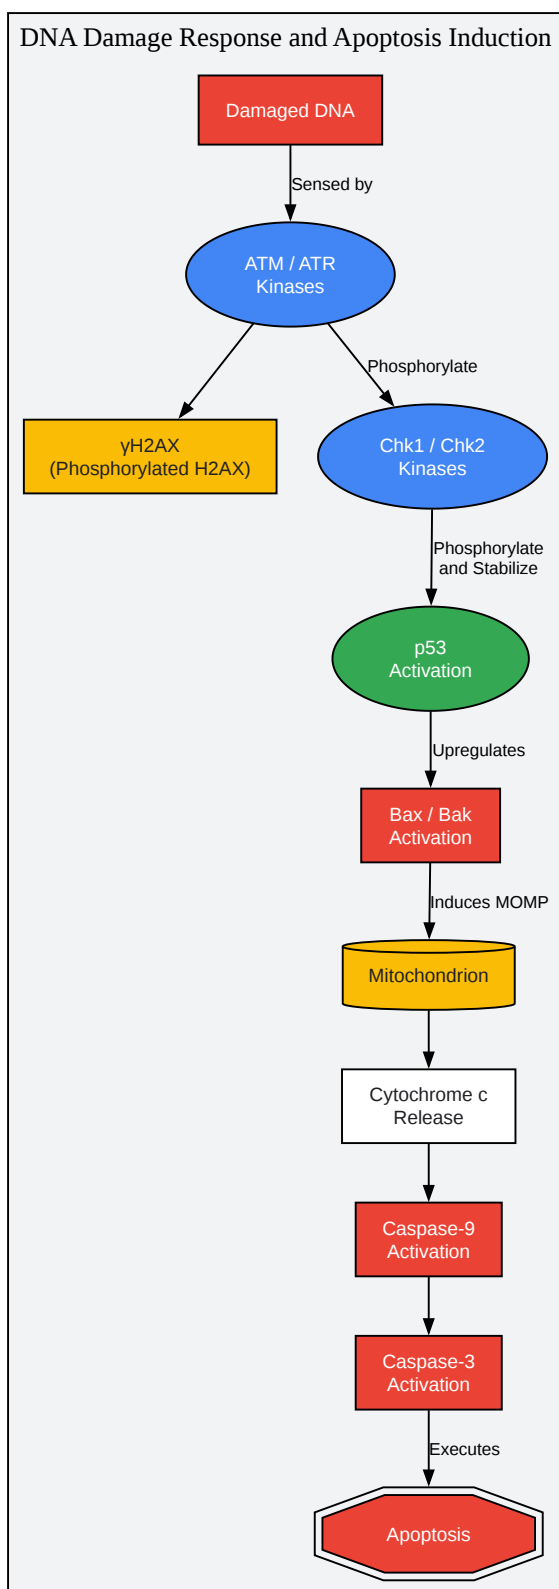 DNA Damage Response and Apoptosis Induction
Damaged DNA
Sensed by
ATM / ATR
Kinases
Phosphorylate
γH2AX
(Phosphorylated H2AX)
Chk1 / Chk2
Kinases
Phosphorylate
and Stabilize
p53
Activation
Upregulates
Bax / Bak
Activation
Induces MOMP
Mitochondrion
Cytochrome c
Release
Caspase-9
Activation
Caspase-3
Activation
Executes
Apoptosis